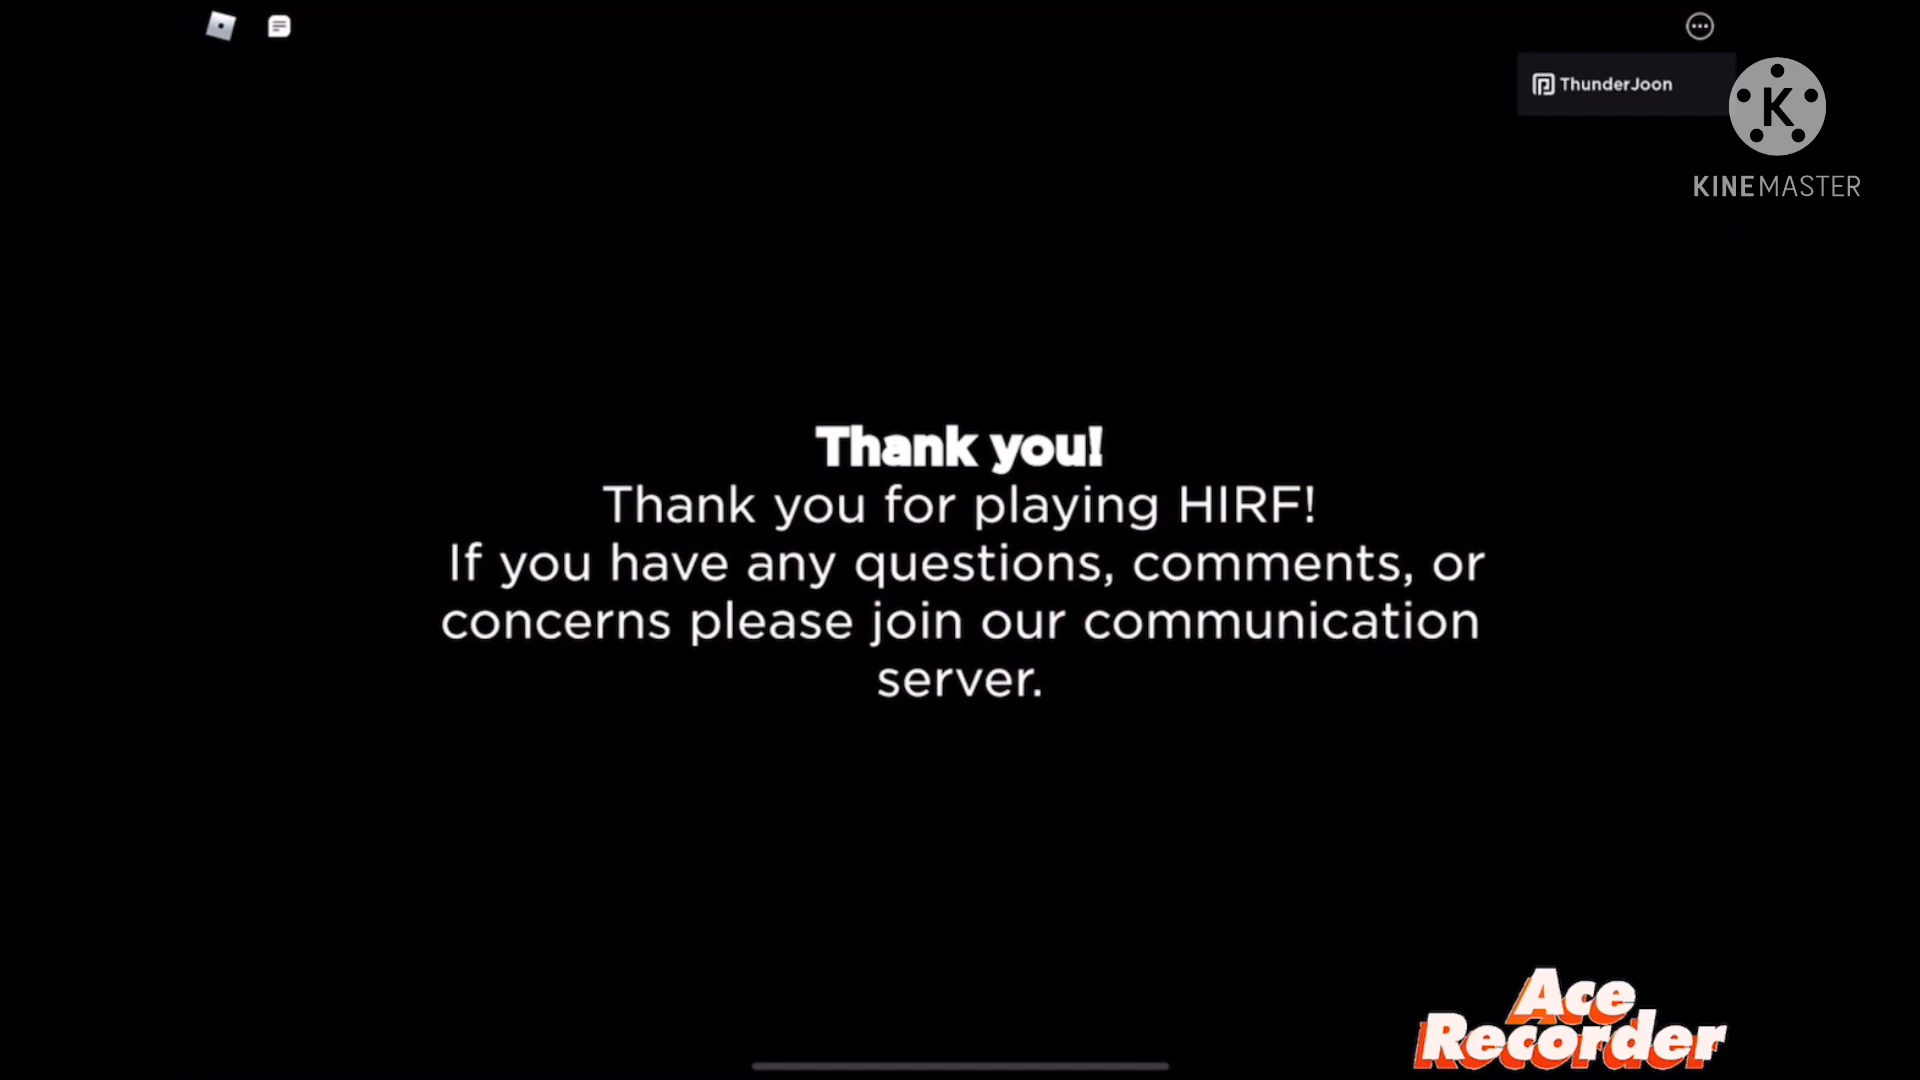 ThunderJoon
K
KINEMASTER
Thank you!
Thank you for playing HIRF!
If you have any questions, comments, or
concerns please join our communication
server.
Ace
Recorder